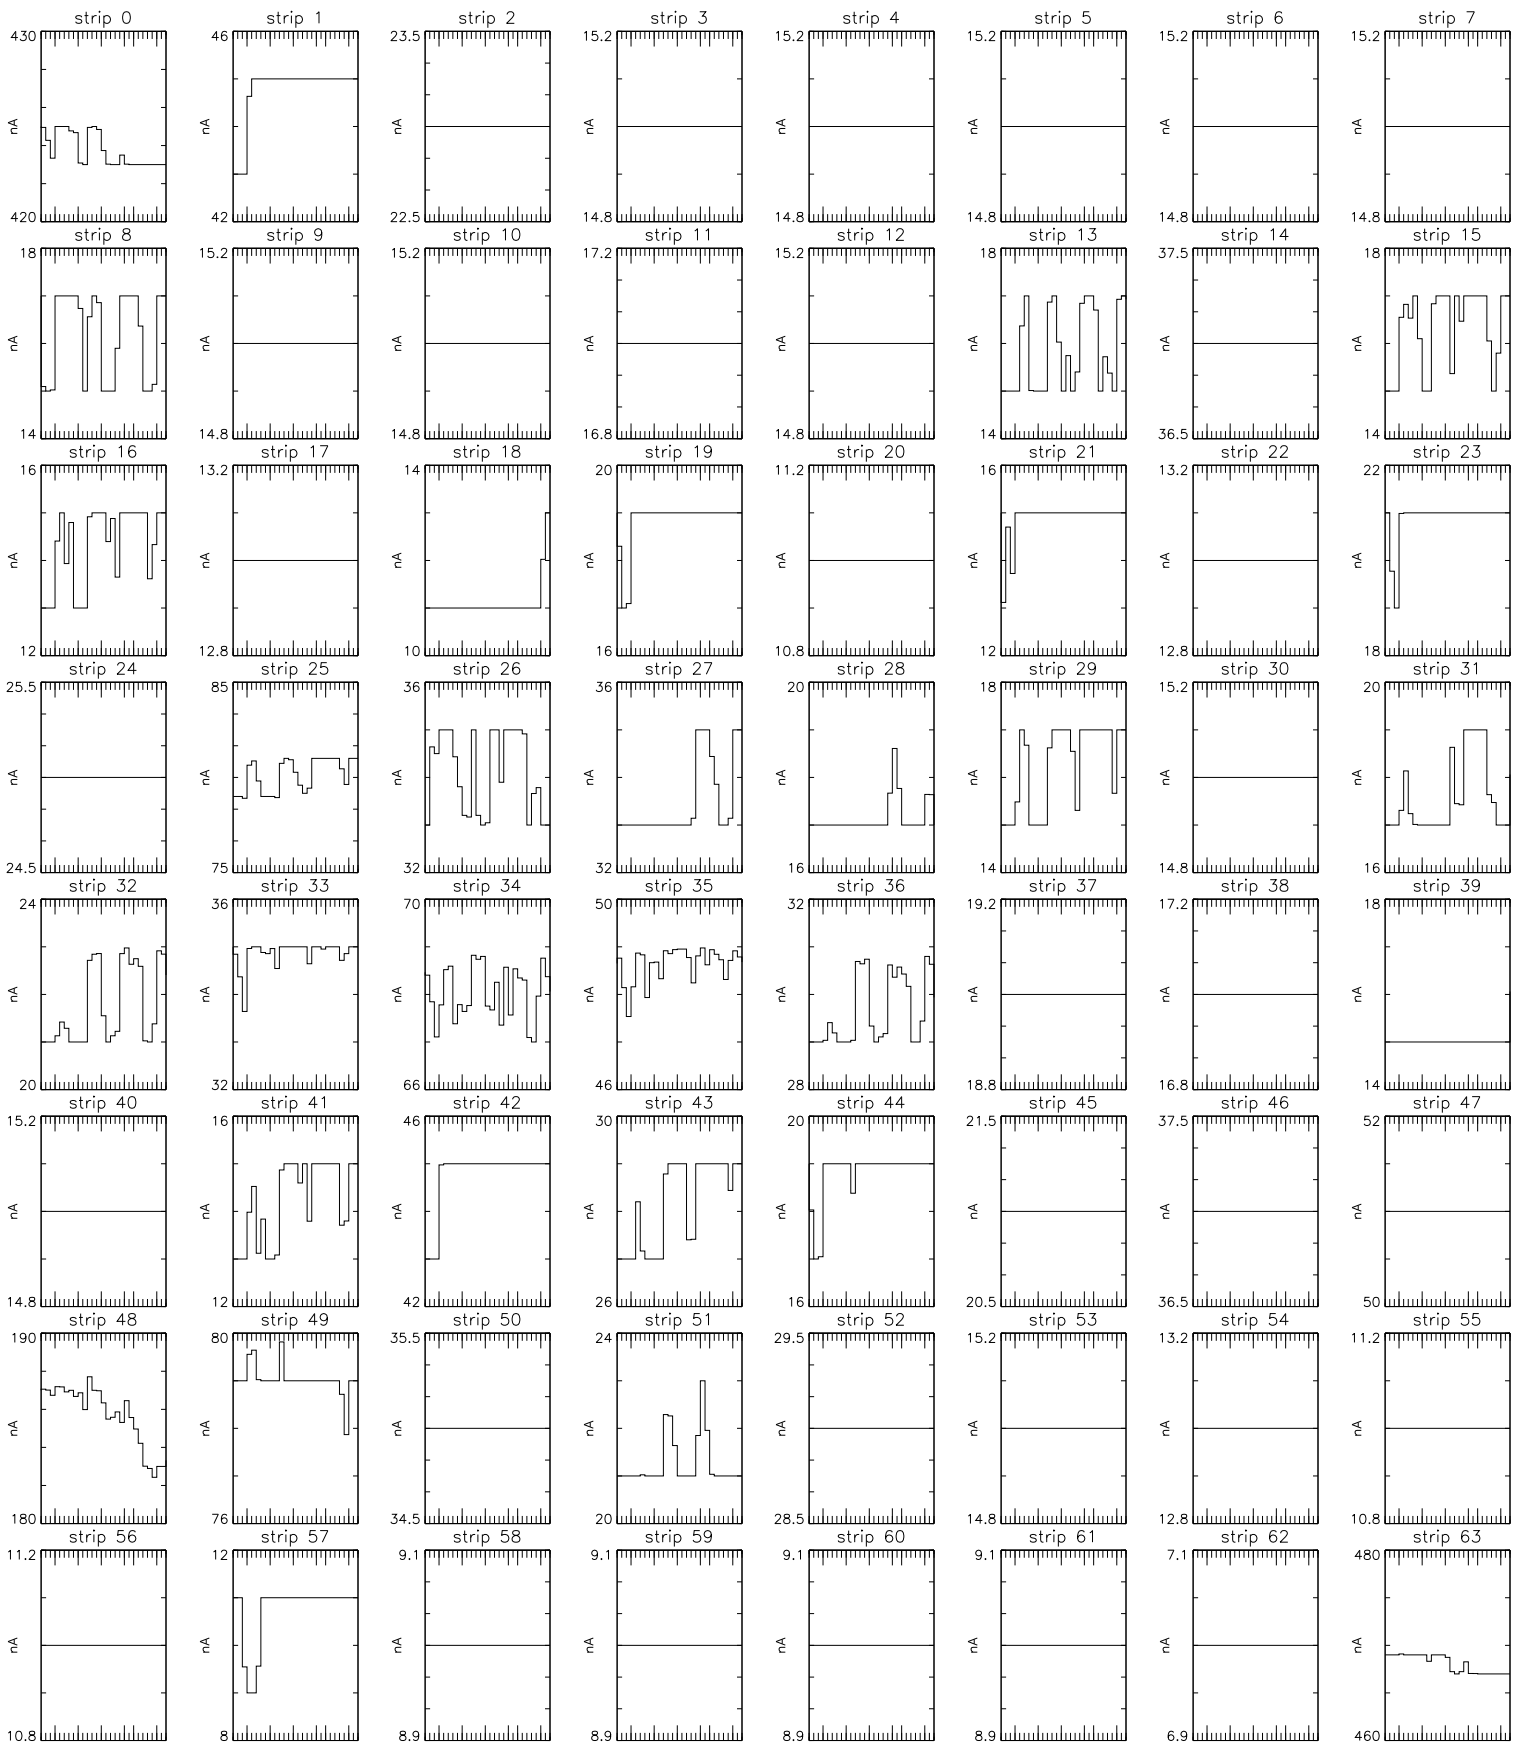 strip 0 strip 1 strip 2 strip 3 strip 4 strip 5 strip 6 strip 7
430 46 23.5 15.2 15.2 15.2 15.2 15.2
nA nA nA nA nA nA nA nA
420 42 22.5 14.8 14.8 14.8 14.8 14.8
strip 8 strip 9 strip 10 strip 11 strip 12 strip 13 strip 14 strip 15
18 15.2 15.2 17.2 15.2 18 37.5 18
nA nA nA nA nA nA nA nA
14 14.8 14.8 16.8 14.8 14 36.5 14
strip 16 strip 17 strip 18 strip 19 strip 20 strip 21 strip 22 strip 23
16 13.2 14 20 11.2 16 13.2 22
nA nA nA nA nA nA nA nA
12 12.8 10 16 10.8 12 12.8 18
strip 24 strip 25 strip 26 strip 27 strip 28 strip 29 strip 30 strip 31
25.5 85 36 36 20 18 15.2 20
nA nA nA nA nA nA nA nA
24.5 75 32 32 16 14 14.8 16
strip 32 strip 33 strip 34 strip 35 strip 36 strip 37 strip 38 strip 39
24 36 70 50 32 19.2 17.2 18
nA nA nA nA nA nA nA nA
20 32 66 46 28 18.8 16.8 14
strip 40 strip 41 strip 42 strip 43 strip 44 strip 45 strip 46 strip 47
15.2 16 46 30 20 21.5 37.5 52
nA nA nA nA nA nA nA nA
14.8 12 42 26 16 20.5 36.5 50
strip 48 strip 49 strip 50 strip 51 strip 52 strip 53 strip 54 strip 55
190 80 35.5 24 29.5 15.2 13.2 11.2
nA nA nA nA nA nA nA nA
180 76 34.5 20 28.5 14.8 12.8 10.8
strip 56 strip 57 strip 58 strip 59 strip 60 strip 61 strip 62 strip 63
11.2 12 9.1 9.1 9.1 9.1 7.1 480
nA nA nA nA nA nA nA nA
10.8 8 8.9 8.9 8.9 8.9 6.9 460